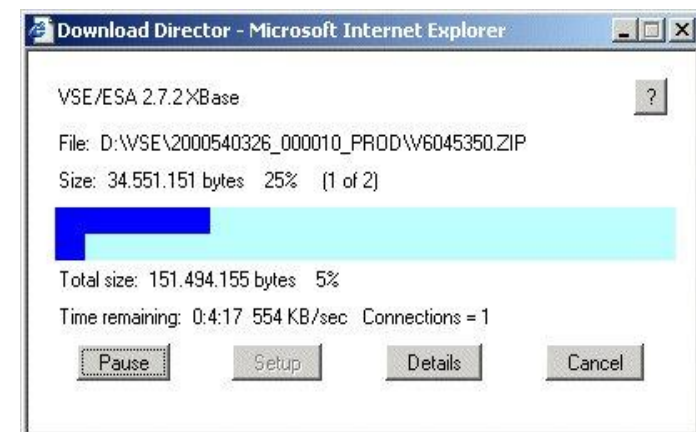 Download Director - Microsoft Internet Explorer
VSE/ESA 2.7.2 XBase
?
File: D:\VSE\2000540326_000010_PROD\V6045350.ZIP
Size: 34.551.151 bytes 25% (1 of 2)
Total size: 151.494.155 bytes 5%
Time remaining: 0:4:17 554 KB/sec Connections = 1
Pause Setup Details Cancel